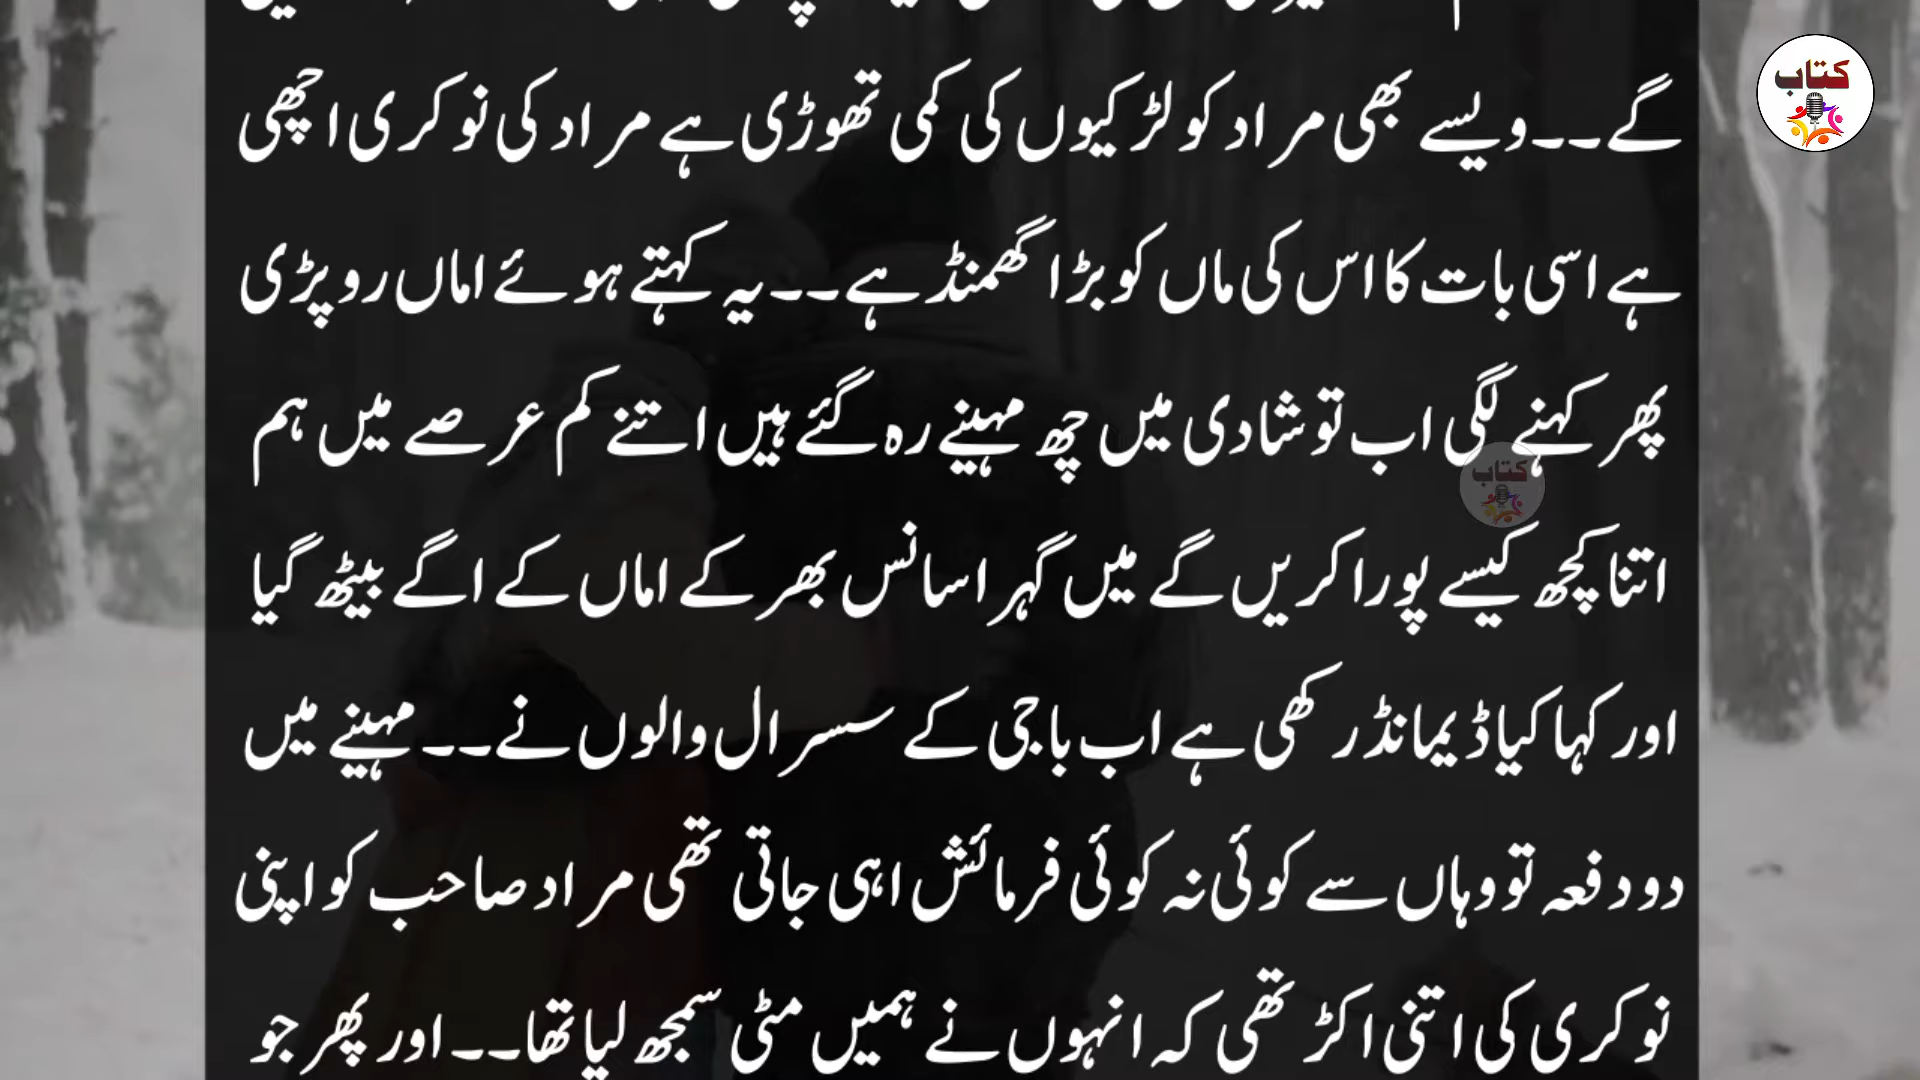 گے۔۔ویسے بھی مراد کو لڑکیوں کی کمی تھوڑی ہے مراد کی نوکری اچھی
ہے اسی بات کا اس کی ماں کو بڑا گھمنڈ ہے۔۔یہ کہتے ہوئے اماں رو پڑی
پھر کہنے لگی اب تو شادی میں چھ مہینے رہ گئے ہیں اتنے کم عرصے میں ہم
اتنا کچھ کیسے پورا کریں گے میں گہرا سانس بھر کے اماں کے اگے بیٹھ گیا
اور کہا کیا ڈیمانڈ رکھی ہے اب باجی کے سسرال والوں نے۔۔مہینے میں
دو دفعہ تو وہاں سے کوئی نہ کوئی فرمائش اہی جاتی تھی مراد صاحب کو اپنی
نوکری کی اتنی اکڑ تھی کہ انہوں نے ہمیں مٹی سمجھ لیا تھا۔۔اور پھر جو
کتاب
کتاب